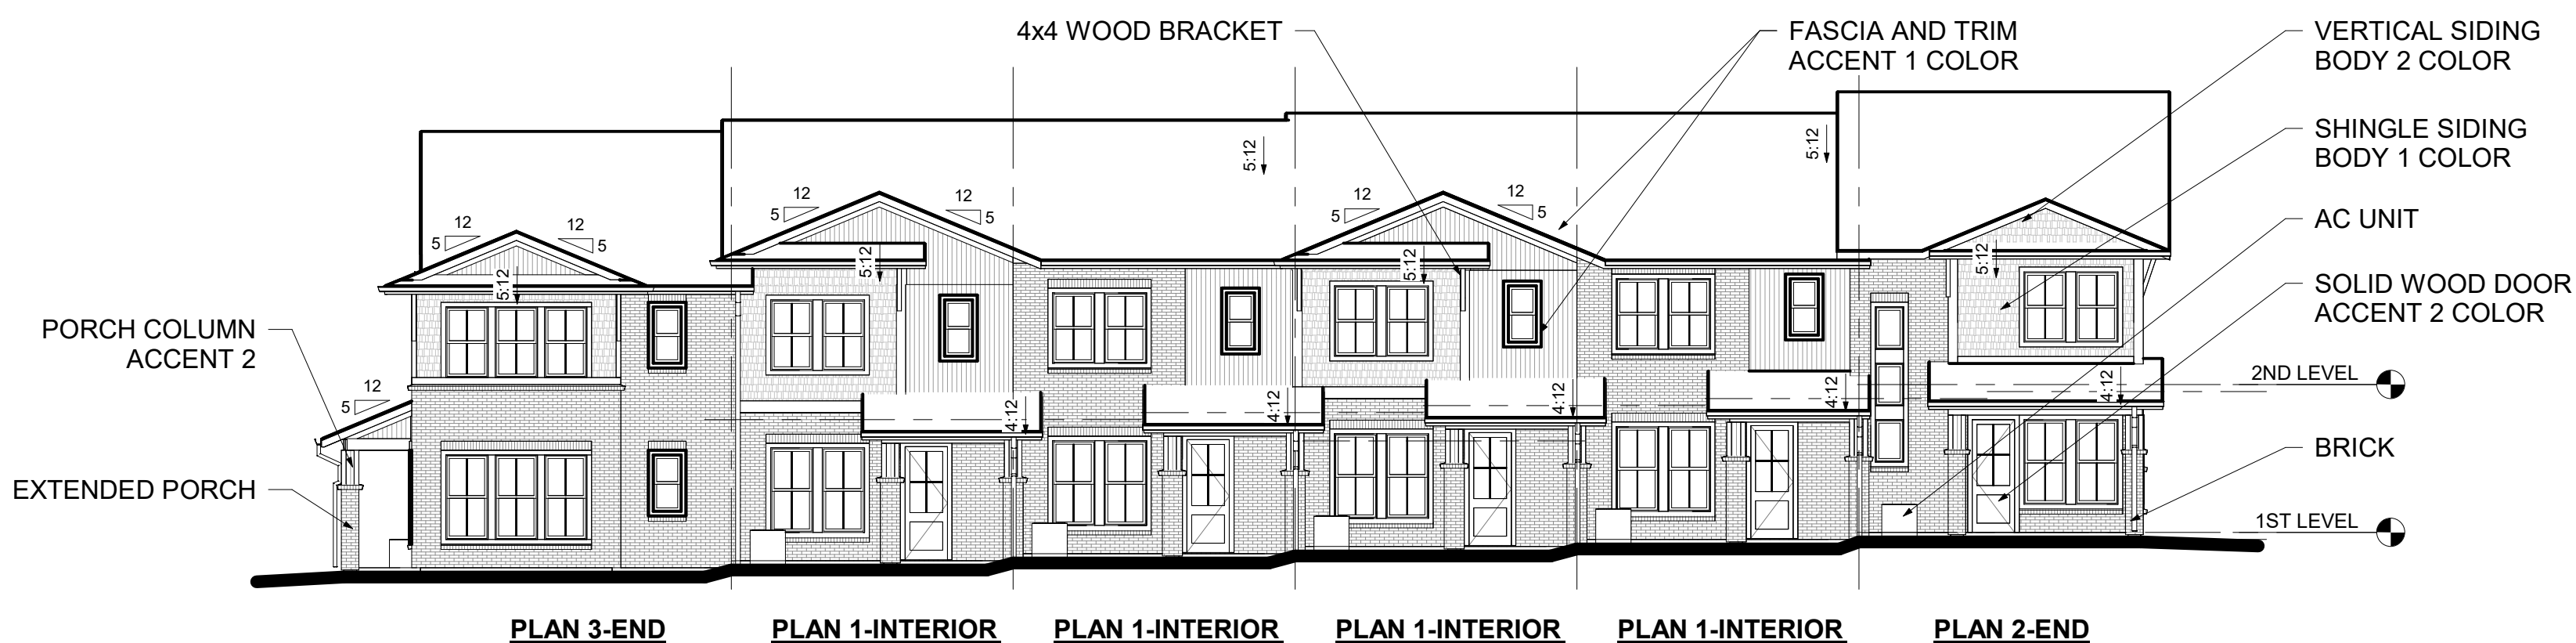 4x4 WOOD BRACKET
FASCIA AND TRIM
ACCENT 1 COLOR
VERTICAL SIDING
BODY 2 COLOR
SHINGLE SIDING
BODY 1 COLOR
AC UNIT
SOLID WOOD DOOR
ACCENT 2 COLOR
2ND LEVEL
BRICK
1ST LEVEL
PORCH COLUMN
ACCENT 2
EXTENDED PORCH
5:12
5:12
12
5
12
5
12
5
12
5
12
5
12
5
5:12
5:12
5:12
5:12
12
5
4:12
4:12
4:12
4:12
4:12
PLAN 3-END
PLAN 1-INTERIOR
PLAN 1-INTERIOR
PLAN 1-INTERIOR
PLAN 1-INTERIOR
PLAN 2-END